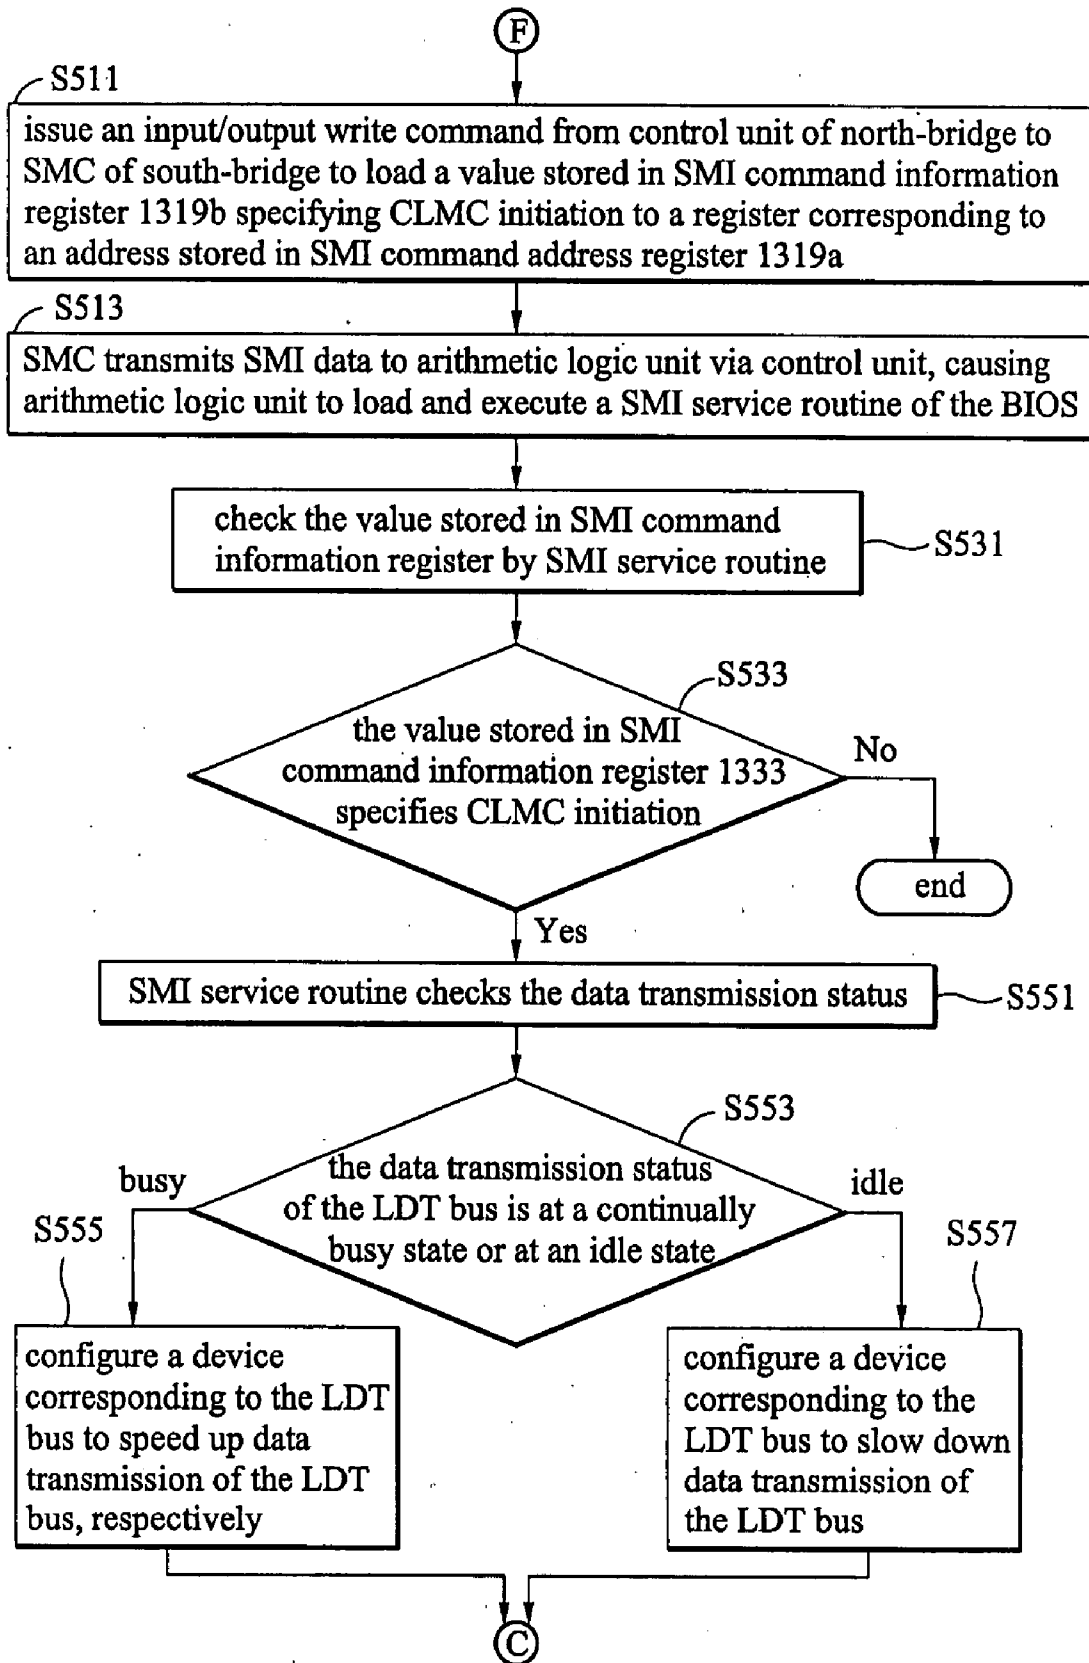 F
S511
issue an input/output write command from control unit of north-bridge to
SMC of south-bridge to load a value stored in SMI command information
register 1319b specifying CLMC initiation to a register corresponding to
an address stored in SMI command address register 1319a
S513
SMC transmits SMI data to arithmetic logic unit via control unit, causing
arithmetic logic unit to load and execute a SMI service routine of the BIOS
check the value stored in SMI command
information register by SMI service routine
S531
S533
the value stored in SMI
command information register 1333
specifies CLMC initiation
No
end
Yes
SMI service routine checks the data transmission status
S551
S553
the data transmission status
of the LDT bus is at a continually
busy state or at an idle state
busy
idle
S555
S557
configure a device
corresponding to the LDT
bus to speed up data
transmission of the LDT
bus, respectively
configure a device
corresponding to the
LDT bus to slow down
data transmission of
the LDT bus
C